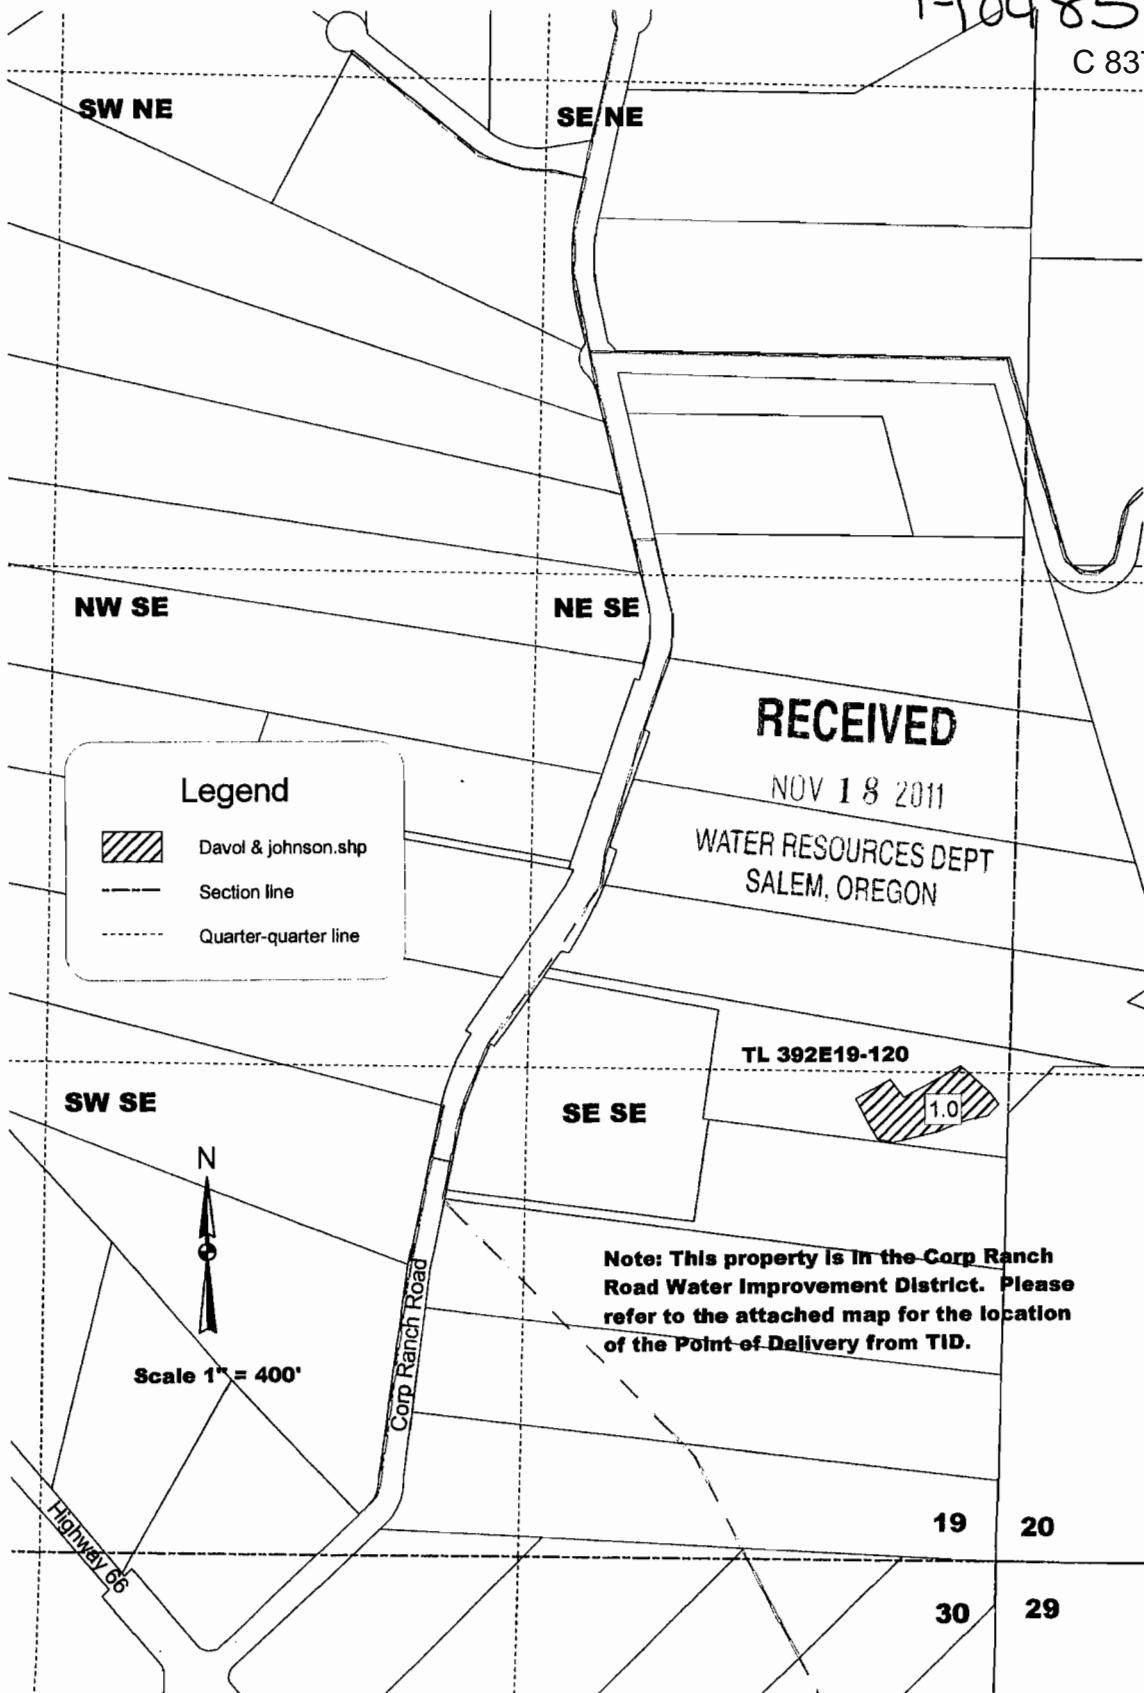 T-10485
C 837
SW NE
SE NE
NW SE
NE SE
RECEIVED
NOV 18 2011
WATER RESOURCES DEPT
SALEM, OREGON
Legend
Davol & johnson.shp
Section line
Quarter-quarter line
TL 392E19-120
1.0
SW SE
SE SE
N
Scale 1" = 400'
Corp Ranch Road
Note: This property is in the Corp Ranch
Road Water Improvement District. Please
refer to the attached map for the location
of the Point of Delivery from TID.
Highway 66
19
20
30
29